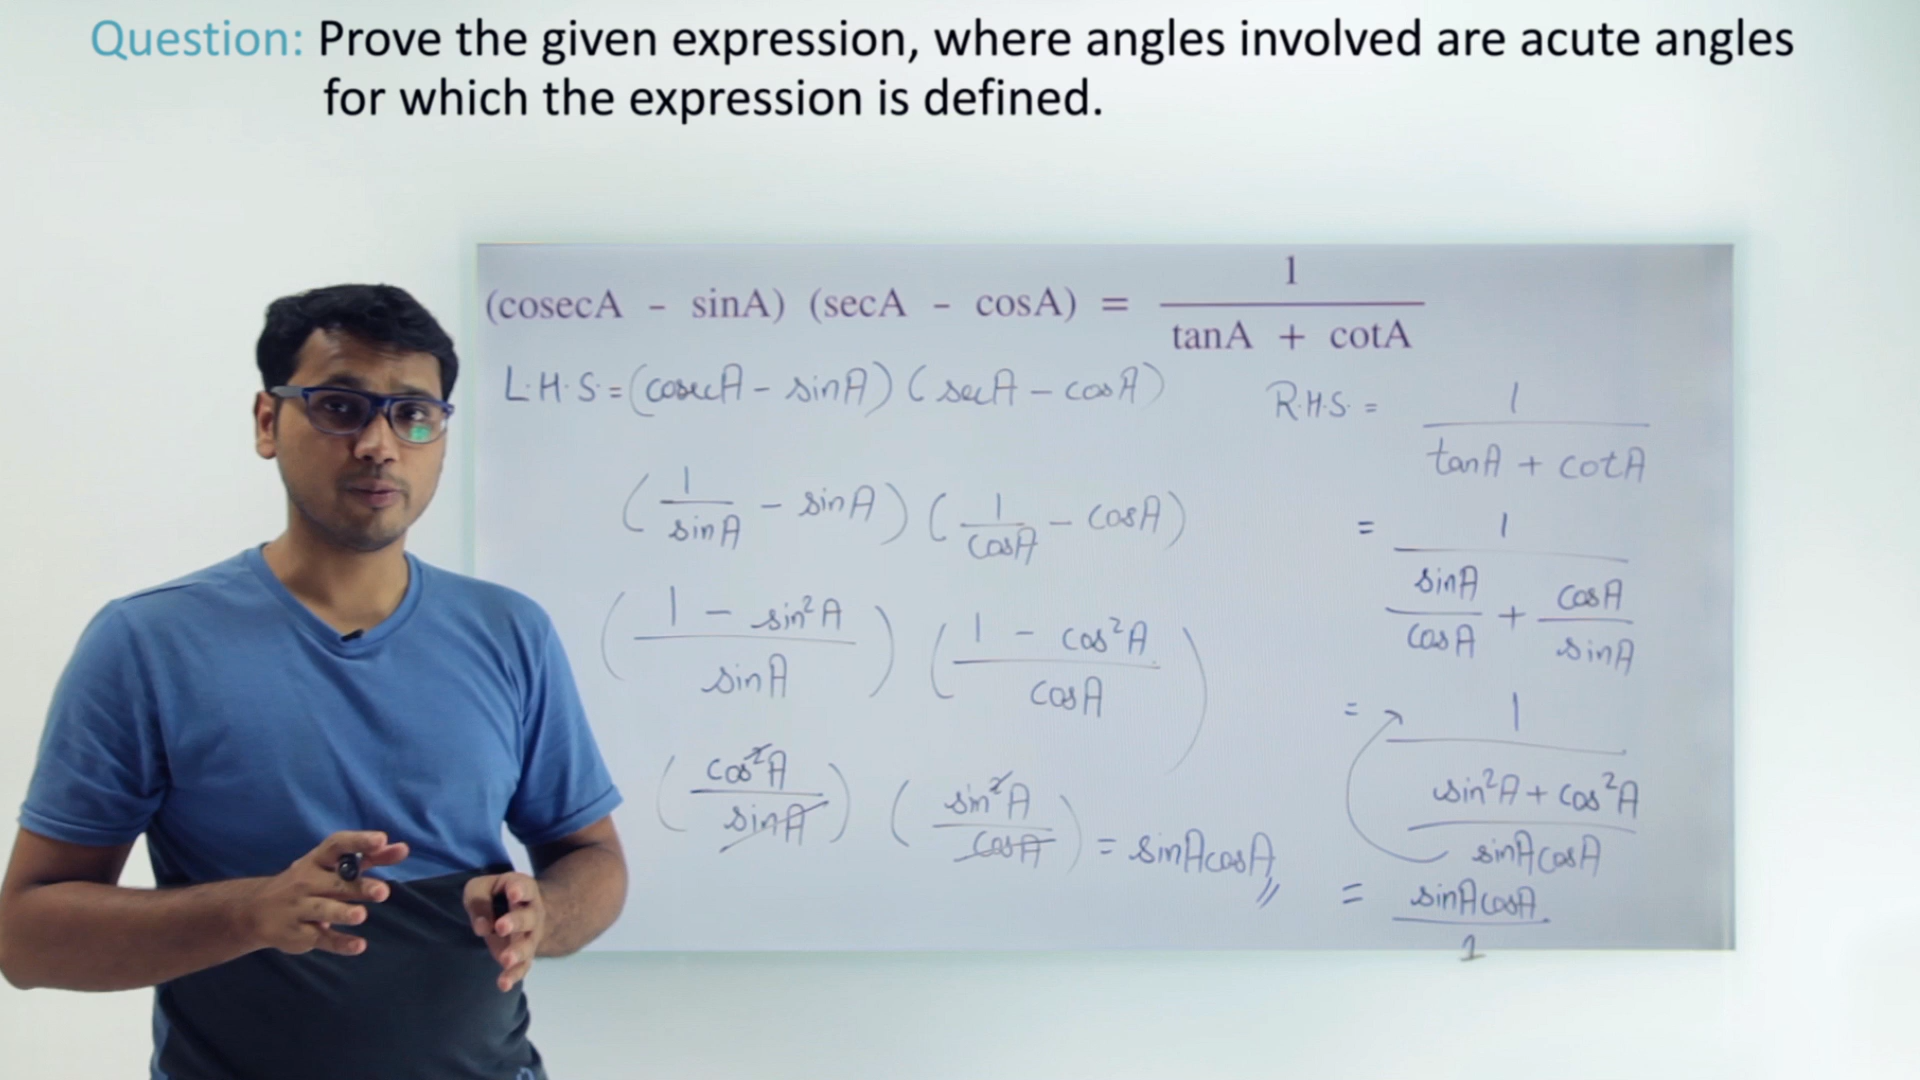 Question: Prove the given expression, where angles involved are acute angles
for which the expression is defined.
(cosecA - sinA) (secA - cosA) = 1 / (tanA + cotA)
L.H.S. = (cosecA - sinA) (secA - cosA)
(1/sinA - sinA) (1/cosA - cosA)
((1 - sin²A)/sinA) ((1 - cos²A)/cosA)
(cos²A/sinA) (sin²A/cosA) = sinAcosA //
R.H.S. = 1 / (tanA + cotA)
= 1 / (sinA/cosA + cosA/sinA)
= 1 / ((sin²A + cos²A)/sinAcosA)
= sinAcosA / 1